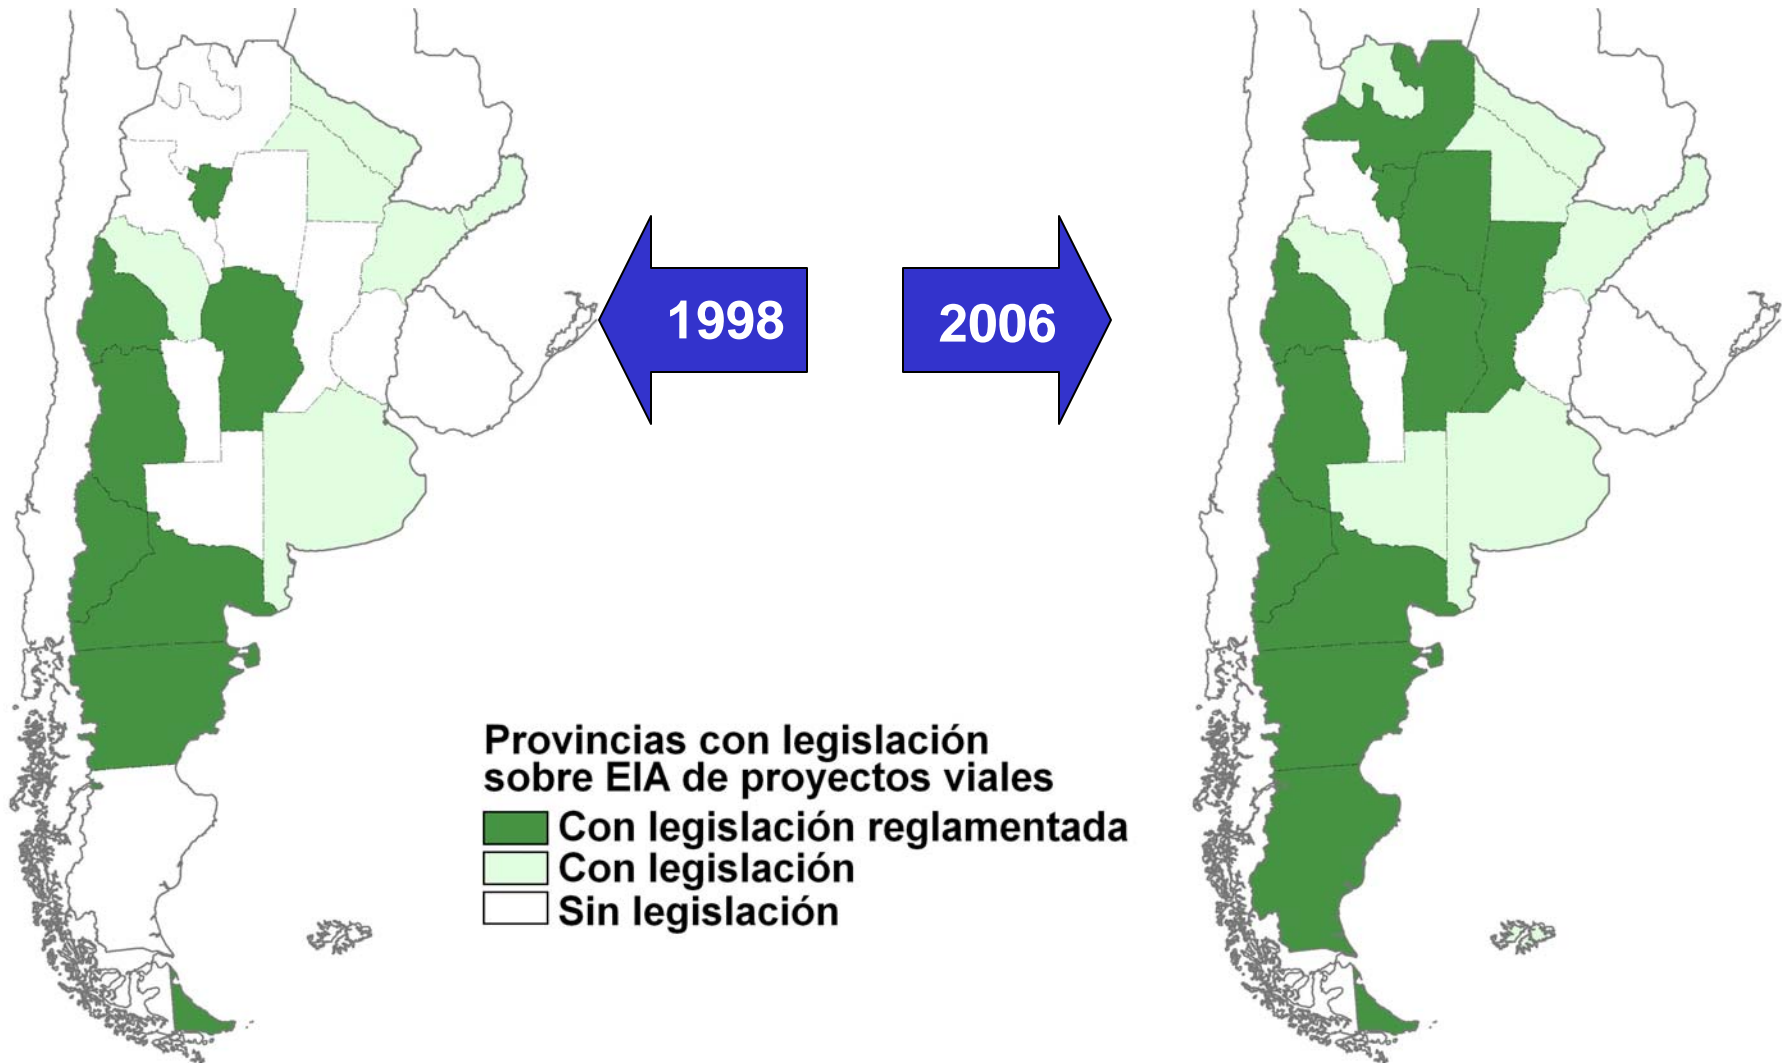 1998
2006
Provincias con legislación
sobre EIA de proyectos viales
Con legislación reglamentada
Con legislación
Sin legislación